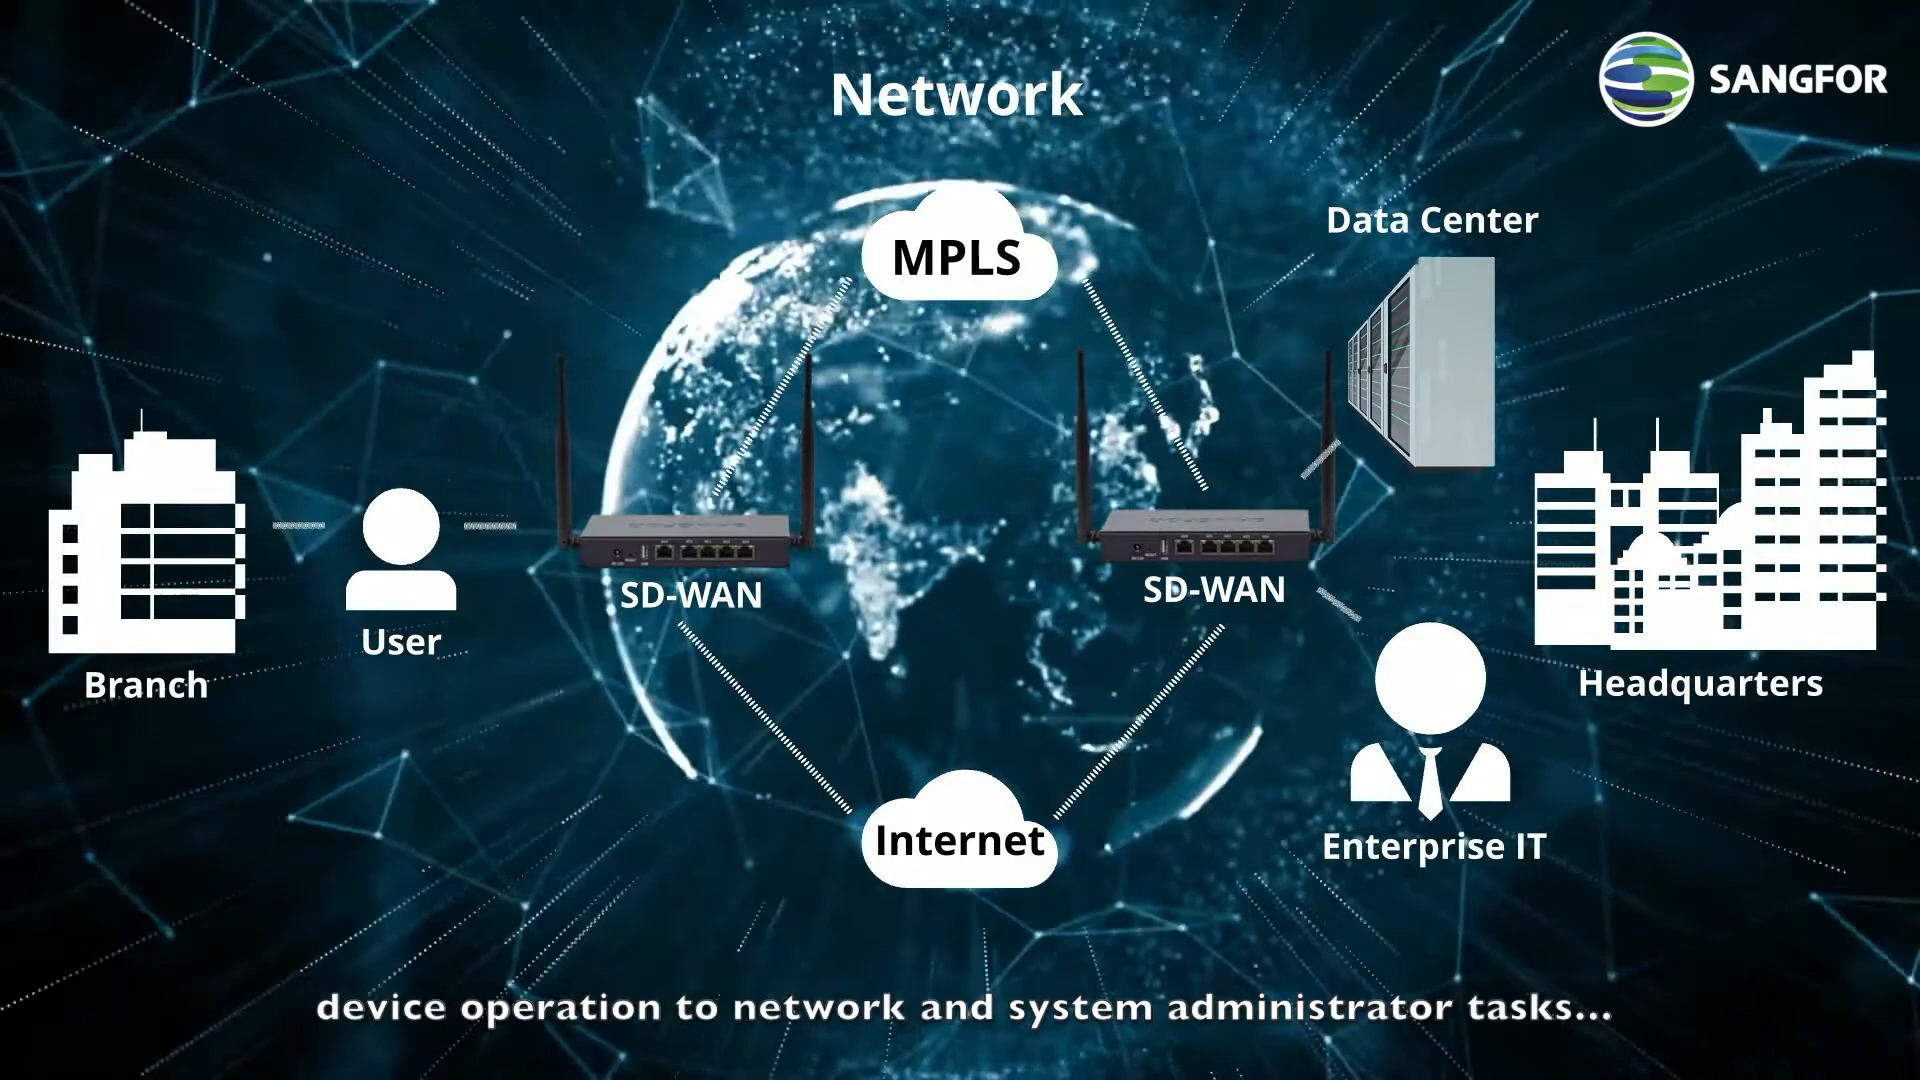 Network
SANGFOR
MPLS
Data Center
SD-WAN
SD-WAN
User
Branch
Headquarters
Internet
Enterprise IT
device operation to network and system administrator tasks...